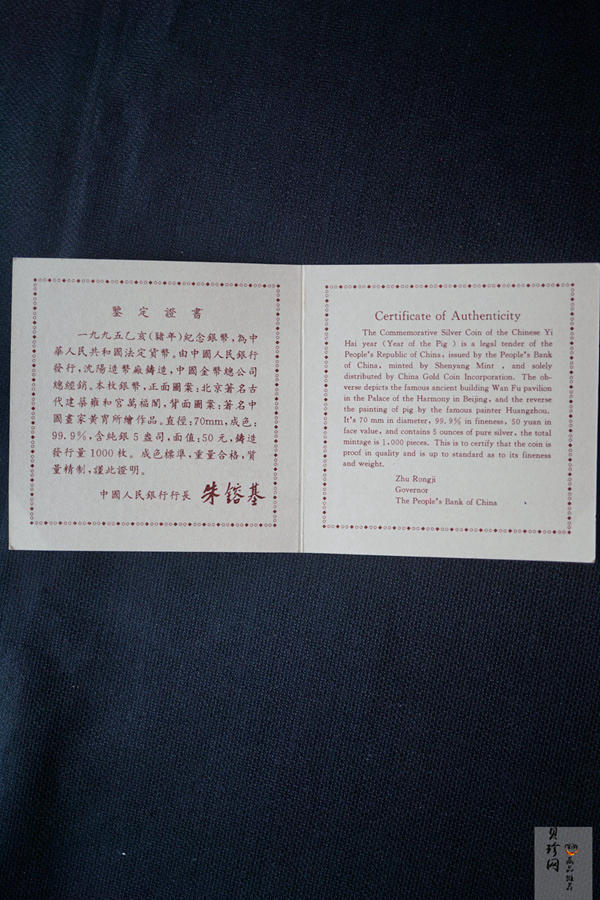 鑒定證書
一九九五乙亥(豬年)紀念銀幣,為中
華人民共和國法定貨幣。由中國人民銀行
發行,沈陽造幣廠鑄造,中國金幣總公司
總經銷。本枚銀幣,正面圖案:北京著名古
代建築雍和宮萬福閣,背面圖案:著名中
國畫家黃胄所繪作品。直徑:70mm,成色:
99.9%,含純銀5盎司,面值:50元,鑄造
發行量1000枚。成色標準,重量合格,質
量精制,謹此證明。
中國人民銀行行長 朱鎔基
Certificate of Authenticity
The Commemorative Silver Coin of the Chinese Yi
Hai year (Year of the Pig ) is a legal tender of the
People's Republic of China, issued by the People's Bank
of China, minted by Shenyang Mint , and solely
distributed by China Gold Coin Incorporation. The ob-
verse depicts the famous ancient building Wan Fu pavilion
in the Palace of the Harmony in Beijing, and the reverse
the painting of pig by the famous painter Huangzhou.
It's 70 mm in diameter, 99.9% in fineness, 50 yuan in
face value, and contains 5 ounces of pure silver, the total
mintage is 1,000 pieces. This is to certify that the coin is
proof in quality and is up to standard as to its fineness
and weight.
Zhu Rongji
Governor
The People's Bank of China
贝珍网
藏品推荐